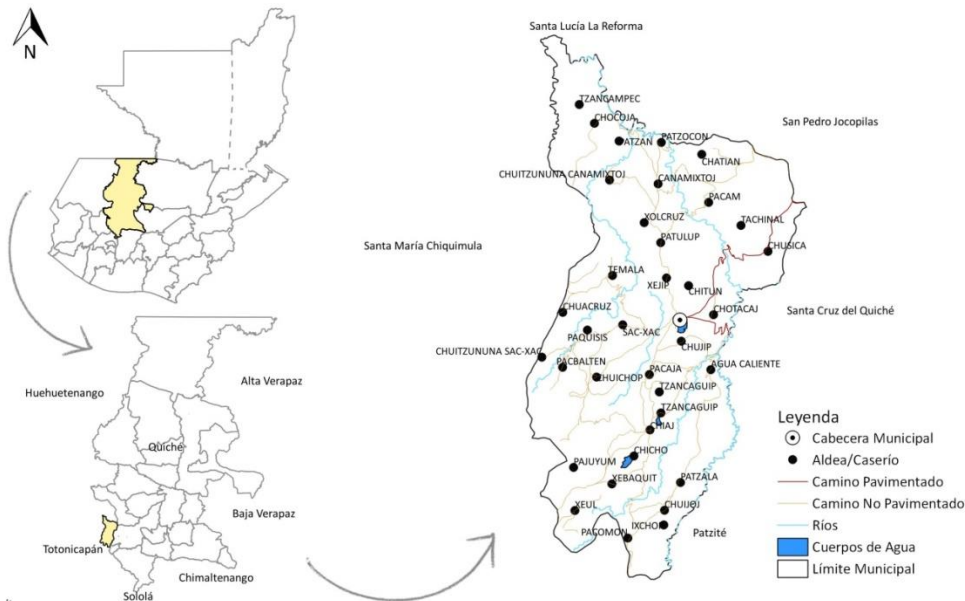 N
Huehuetenango
Alta Verapaz
Quiché
Baja Verapaz
Totonicapán
Chimaltenango
Sololá
Santa Lucía La Reforma
San Pedro Jocopilas
Santa María Chiquimula
Santa Cruz del Quiché
Patzité
TZANCAMPEC
CHOCOJA
PATZAN
PATZOCON
CHATIAN
CHUITZUNUNA CANAMIXTOJ
CANAMIXTOJ
PACAM
XOLCRUZ
TACHINAL
PATULUP
CHUSICA
TEMALA
XEJIP
CHITUN
CHUACRUZ
CHOTACAJ
SAC-XAC
PAQUISIS
CHUJIP
CHUITZUNUNA SAC-XAC
PACBALTEN
CHUICHOP
PACAJA
AGUA CALIENTE
TZANCAGUIP
TZANCAGUIP
CHIAJ
CHICHO
PAJUYUM
XEBAQUIT
PATZALA
XEUL
CHUIJOJ
IXCHOP
PACOMON
Leyenda
Cabecera Municipal
Aldea/Caserío
Camino Pavimentado
Camino No Pavimentado
Ríos
Cuerpos de Agua
Límite Municipal